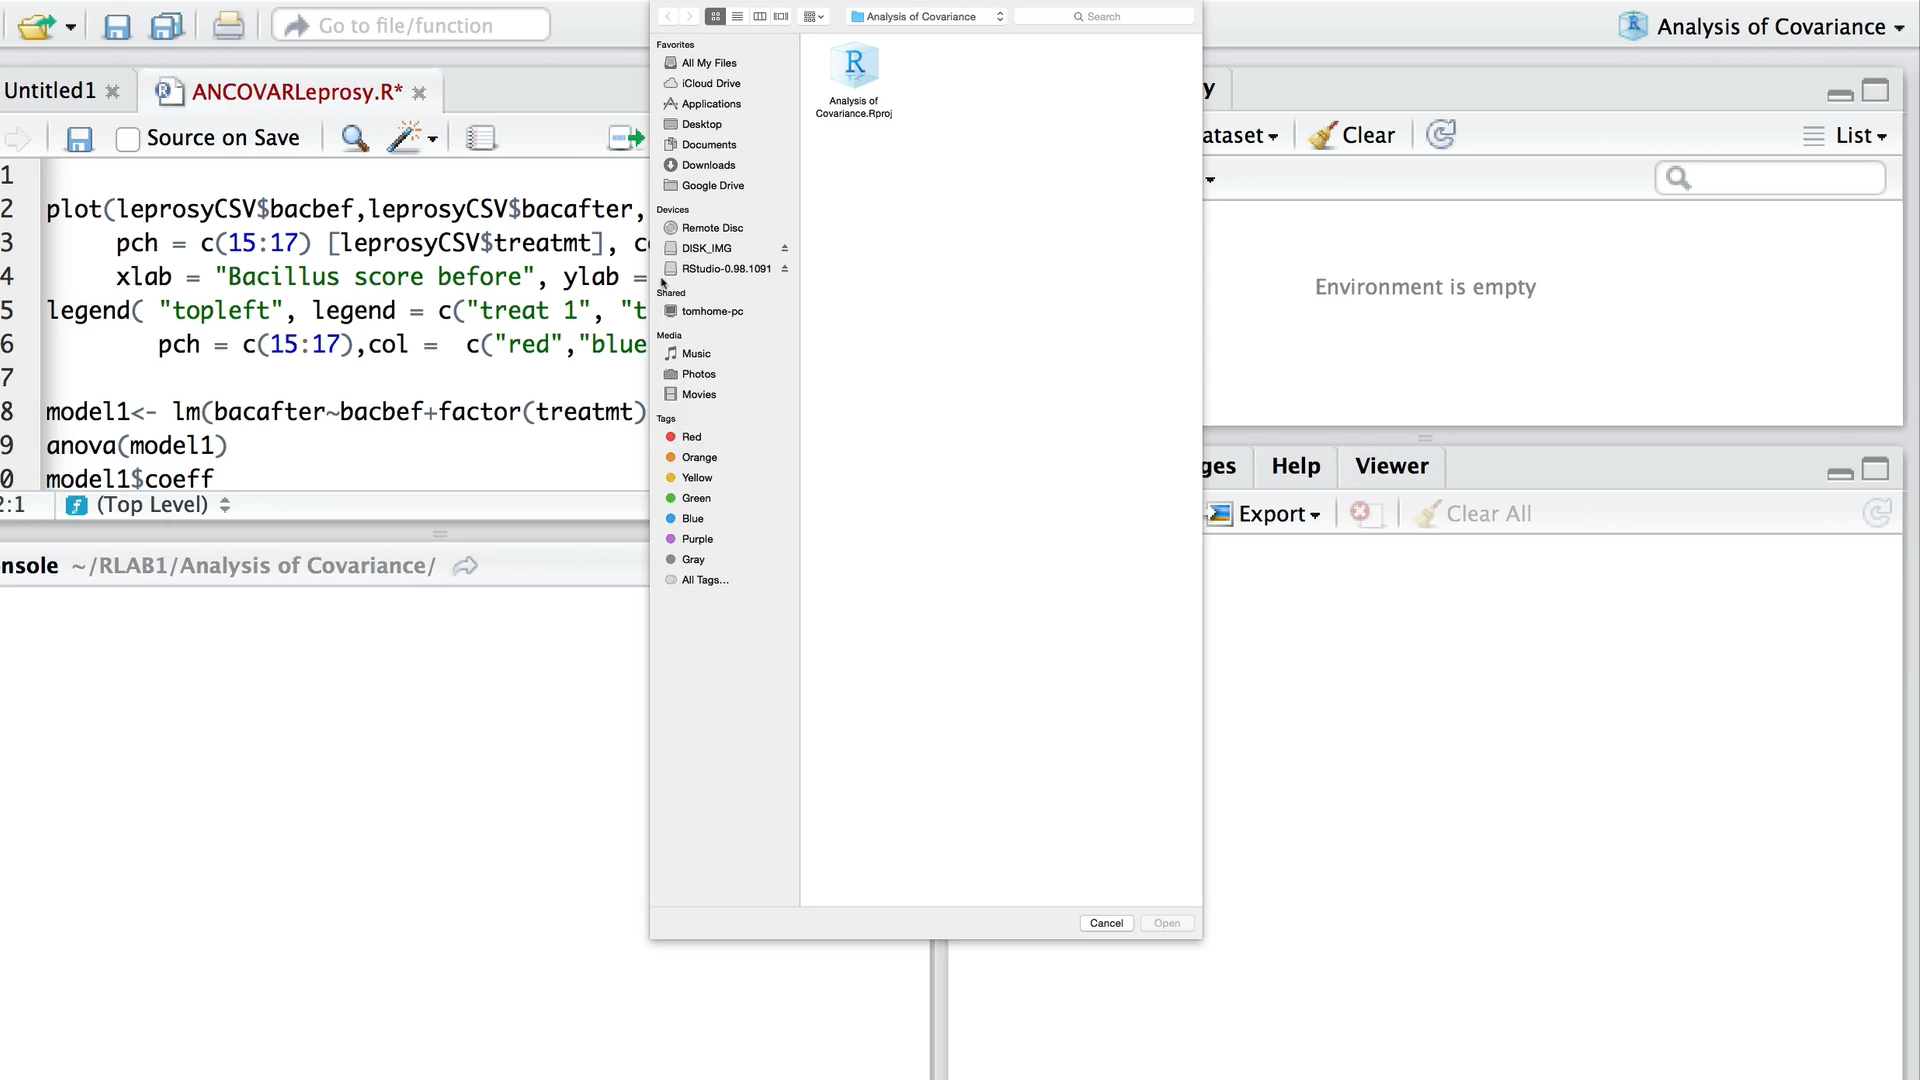 Go to file/function
Analysis of Covariance
Untitled1
ANCOVARLeprosy.R*
Source on Save
1
2 plot(leprosyCSV$bacbef,leprosyCSV$bacafter,
3 pch = c(15:17) [leprosyCSV$treatmt], c
4 xlab = "Bacillus score before", ylab =
5 legend( "topleft", legend = c("treat 1", "t
6 pch = c(15:17),col = c("red","blue
7
8 model1<- lm(bacafter~bacbef+factor(treatmt)
9 anova(model1)
0 model1$coeff
2:1 (Top Level)
nsole ~/RLAB1/Analysis of Covariance/
Analysis of Covariance
Search
Favorites
All My Files
iCloud Drive
Applications
Desktop
Documents
Downloads
Google Drive
Devices
Remote Disc
DISK_IMG
RStudio-0.98.1091
Shared
tomhome-pc
Media
Music
Photos
Movies
Tags
Red
Orange
Yellow
Green
Blue
Purple
Gray
All Tags...
R
Analysis of
Covariance.Rproj
Cancel
Open
y
ataset
Clear
List
Environment is empty
ges
Help
Viewer
Export
Clear All